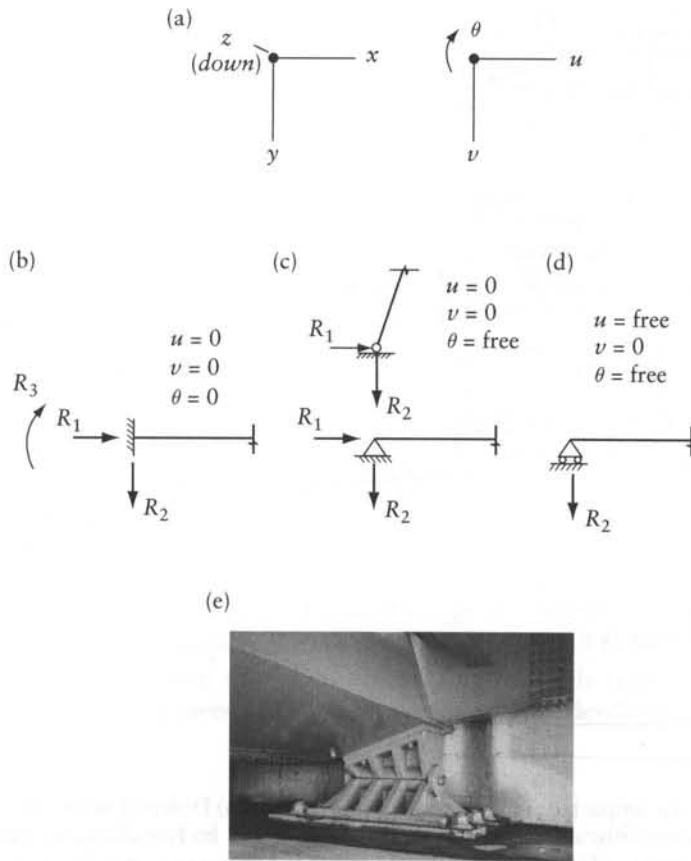 (a)
z
(down)
x
y
θ
u
v
(b)
u = 0
v = 0
θ = 0
R3
R1
R2
(c)
u = 0
v = 0
θ = free
R1
R2
R1
R2
(d)
u = free
v = 0
θ = free
R2
(e)